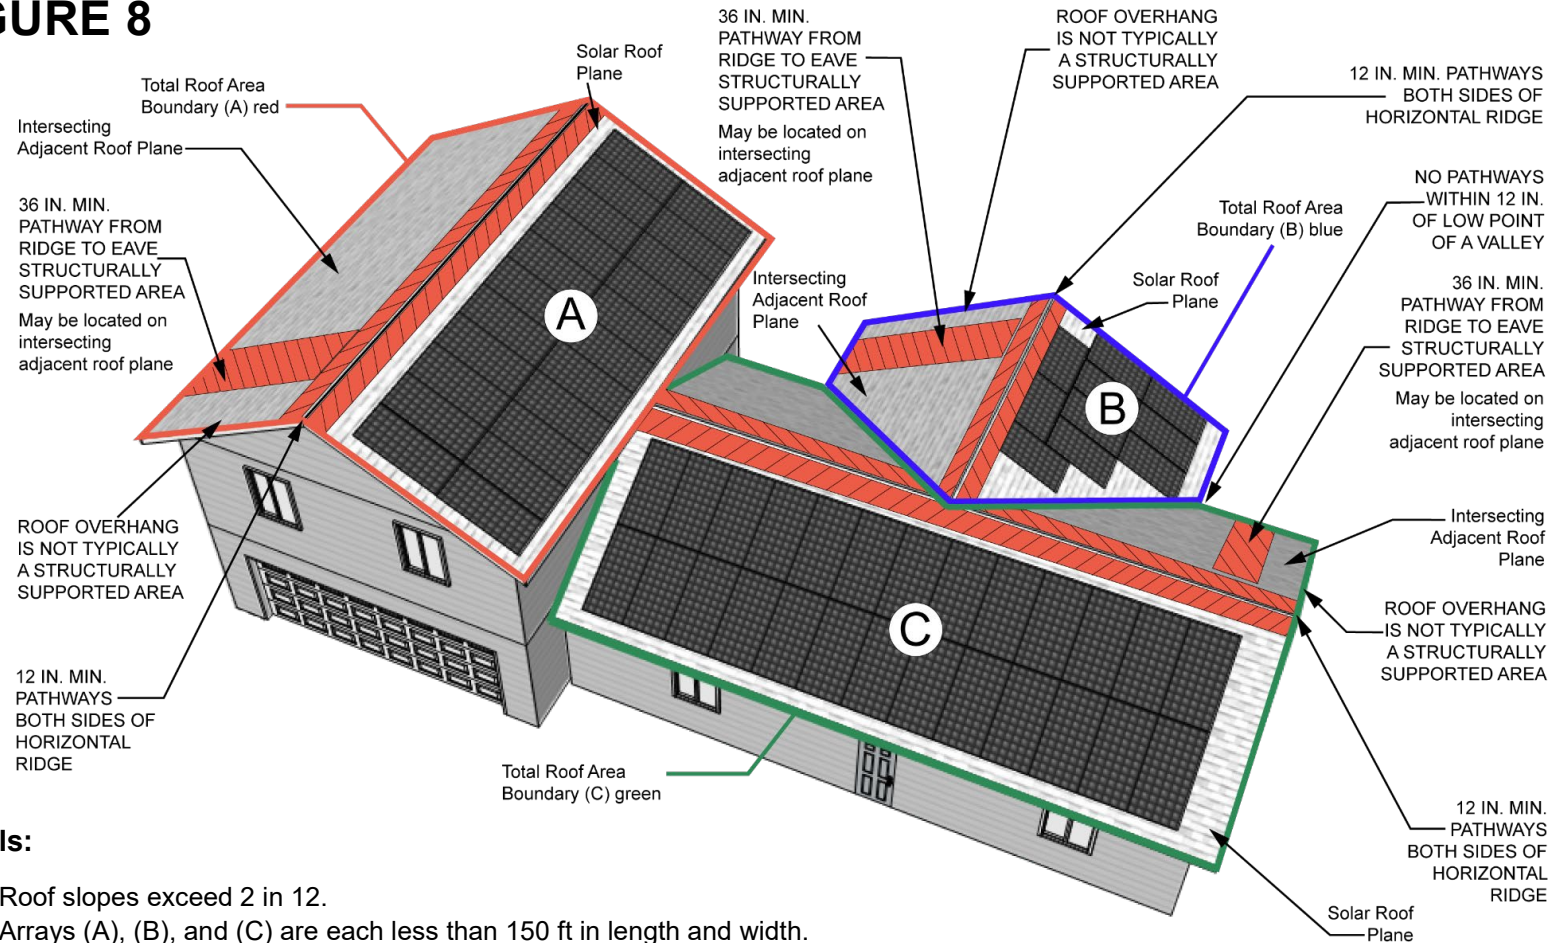 GURE 8
Total Roof Area
Boundary (A) red
Intersecting
Adjacent Roof Plane
36 IN. MIN.
PATHWAY FROM
RIDGE TO EAVE
STRUCTURALLY
SUPPORTED AREA
May be located on
intersecting
adjacent roof plane
ROOF OVERHANG
IS NOT TYPICALLY
A STRUCTURALLY
SUPPORTED AREA
12 IN. MIN.
PATHWAYS
BOTH SIDES OF
HORIZONTAL
RIDGE
Solar Roof
Plane
A
36 IN. MIN.
PATHWAY FROM
RIDGE TO EAVE
STRUCTURALLY
SUPPORTED AREA
May be located on
intersecting
adjacent roof plane
ROOF OVERHANG
IS NOT TYPICALLY
A STRUCTURALLY
SUPPORTED AREA
12 IN. MIN. PATHWAYS
BOTH SIDES OF
HORIZONTAL RIDGE
NO PATHWAYS
WITHIN 12 IN.
OF LOW POINT
OF A VALLEY
Total Roof Area
Boundary (B) blue
Intersecting
Adjacent Roof
Plane
Solar Roof
Plane
B
36 IN. MIN.
PATHWAY FROM
RIDGE TO EAVE
STRUCTURALLY
SUPPORTED AREA
May be located on
intersecting
adjacent roof plane
Intersecting
Adjacent Roof
Plane
ROOF OVERHANG
IS NOT TYPICALLY
A STRUCTURALLY
SUPPORTED AREA
C
Total Roof Area
Boundary (C) green
12 IN. MIN.
PATHWAYS
BOTH SIDES OF
HORIZONTAL
RIDGE
Solar Roof
Plane
ls:
Roof slopes exceed 2 in 12.
Arrays (A), (B), and (C) are each less than 150 ft in length and width.